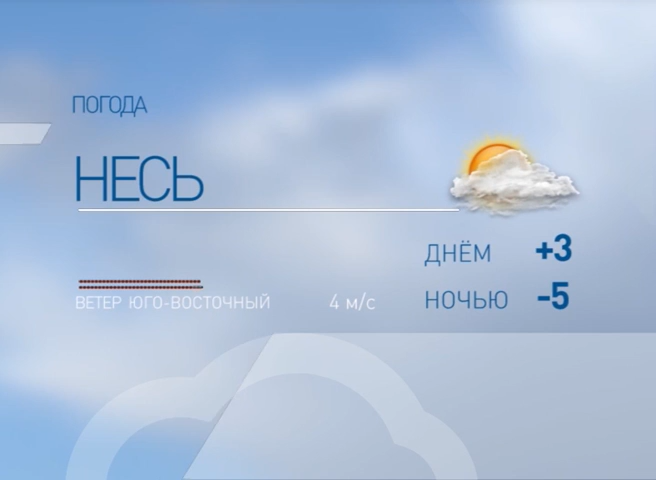 ПОГОДА
НЕСЬ
ДНЁМ +3
ВЕТЕР ЮГО-ВОСТОЧНЫЙ 4 м/с
НОЧЬЮ -5